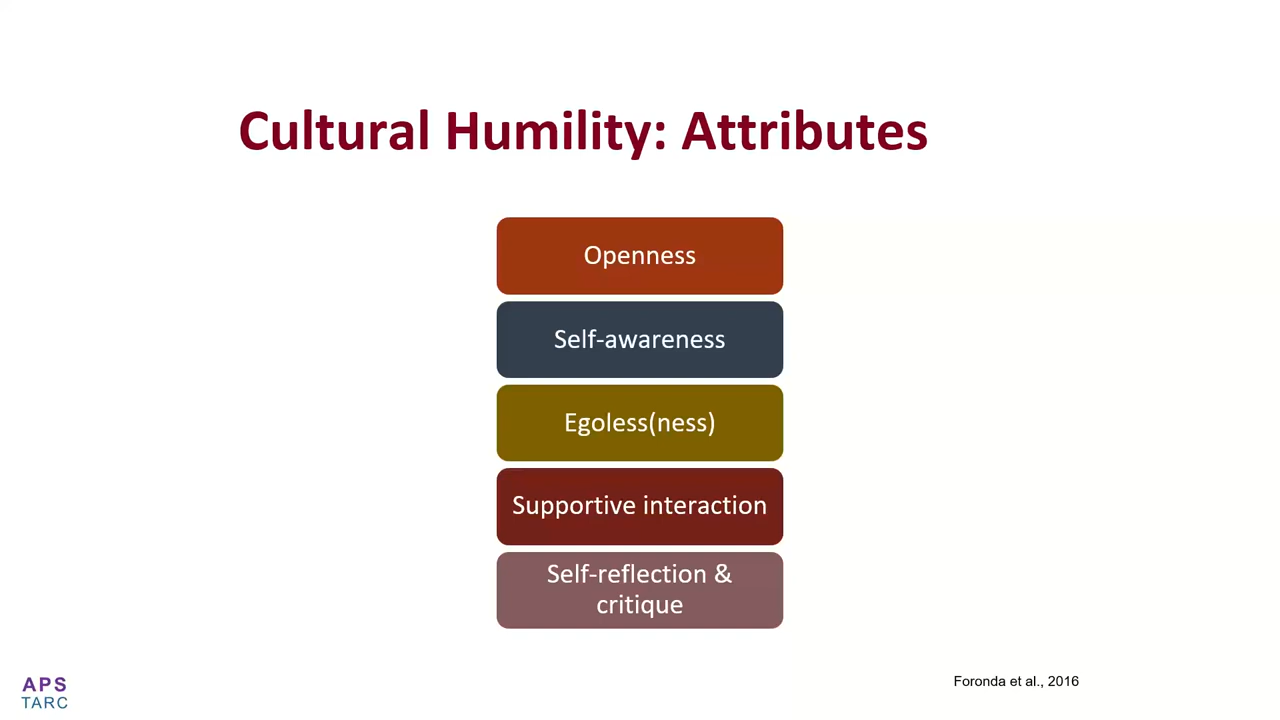 Cultural Humility: Attributes
Openness
Self-awareness
Egoless(ness)
Supportive interaction
Self-reflection &
critique
APS
TARC
Foronda et al., 2016